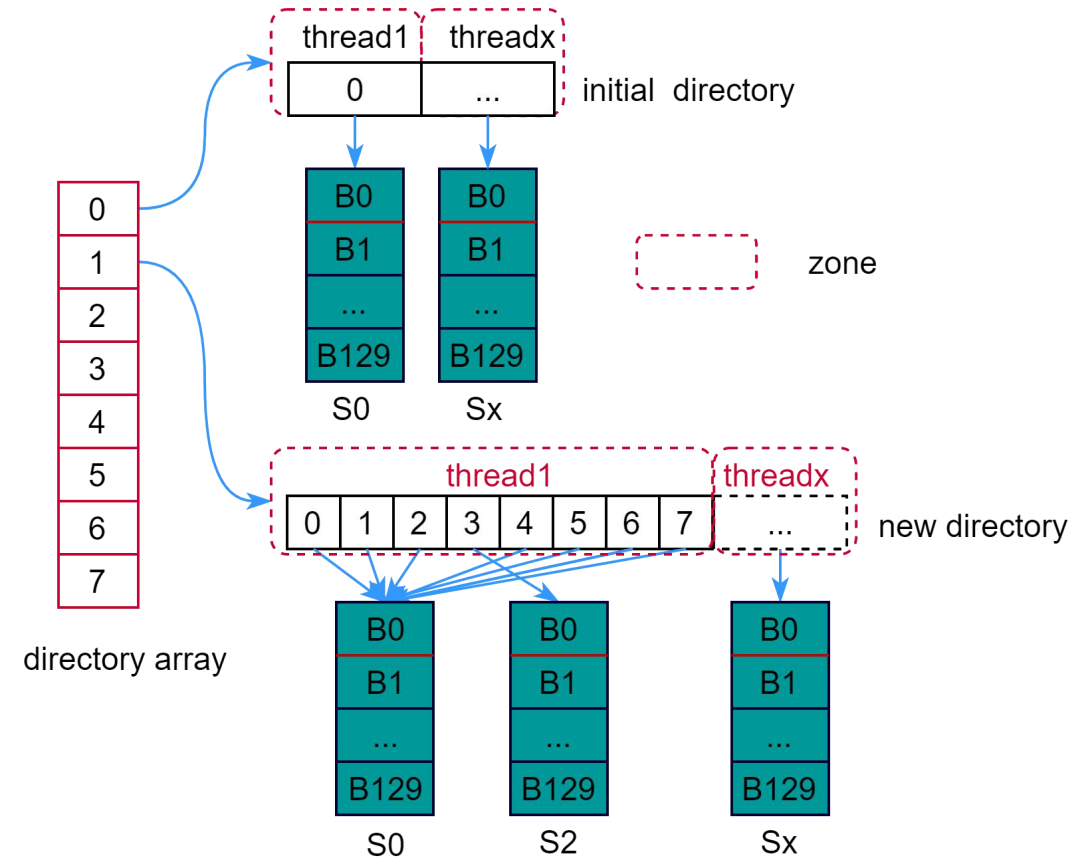 thread1 threadx
0 ...
initial directory
B0 B0
B1 B1
... ...
B129 B129
S0 Sx
zone
0
1
2
3
4
5
6
7
directory array
thread1 threadx
0 1 2 3 4 5 6 7 ...
new directory
B0 B0 B0
B1 B1 B1
... ... ...
B129 B129 B129
S0 S2 Sx